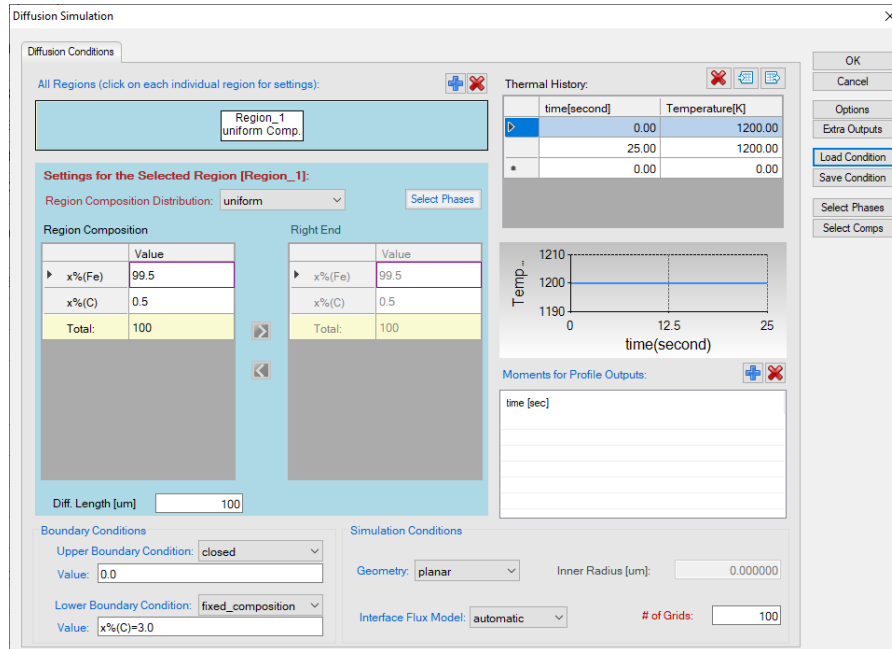 Diffusion Simulation
Diffusion Conditions
All Regions (click on each individual region for settings):
Region_1
uniform Comp.
Settings for the Selected Region [Region_1]:
Region Composition Distribution: uniform
Select Phases
Region Composition
Right End
Value
x%(Fe) 99.5
x%(C) 0.5
Total: 100
Value
x%(Fe) 99.5
x%(C) 0.5
Total: 100
Diff. Length [um] 100
Boundary Conditions
Upper Boundary Condition: closed
Value: 0.0
Lower Boundary Condition: fixed_composition
Value: x%(C)=3.0
Thermal History:
time[second] Temperature[K]
0.00 1200.00
25.00 1200.00
0.00 0.00
Temp..
1210
1200
1190
0 12.5 25
time(second)
Moments for Profile Outputs:
time [sec]
Simulation Conditions
Geometry: planar
Inner Radius [um]: 0.000000
Interface Flux Model: automatic
# of Grids: 100
OK
Cancel
Options
Extra Outputs
Load Condition
Save Condition
Select Phases
Select Comps